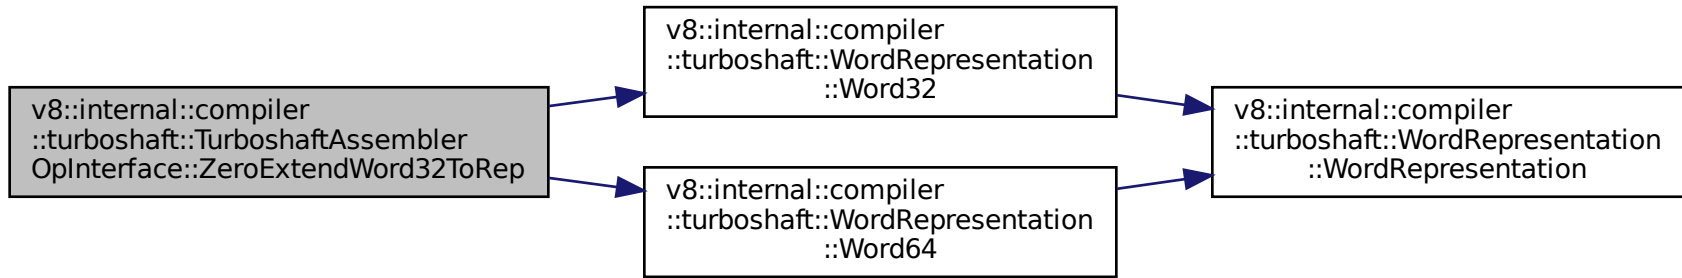 v8::internal::compiler
::turboshaft::TurboshaftAssembler
OpInterface::ZeroExtendWord32ToRep
v8::internal::compiler
::turboshaft::WordRepresentation
::Word32
v8::internal::compiler
::turboshaft::WordRepresentation
::Word64
v8::internal::compiler
::turboshaft::WordRepresentation
::WordRepresentation